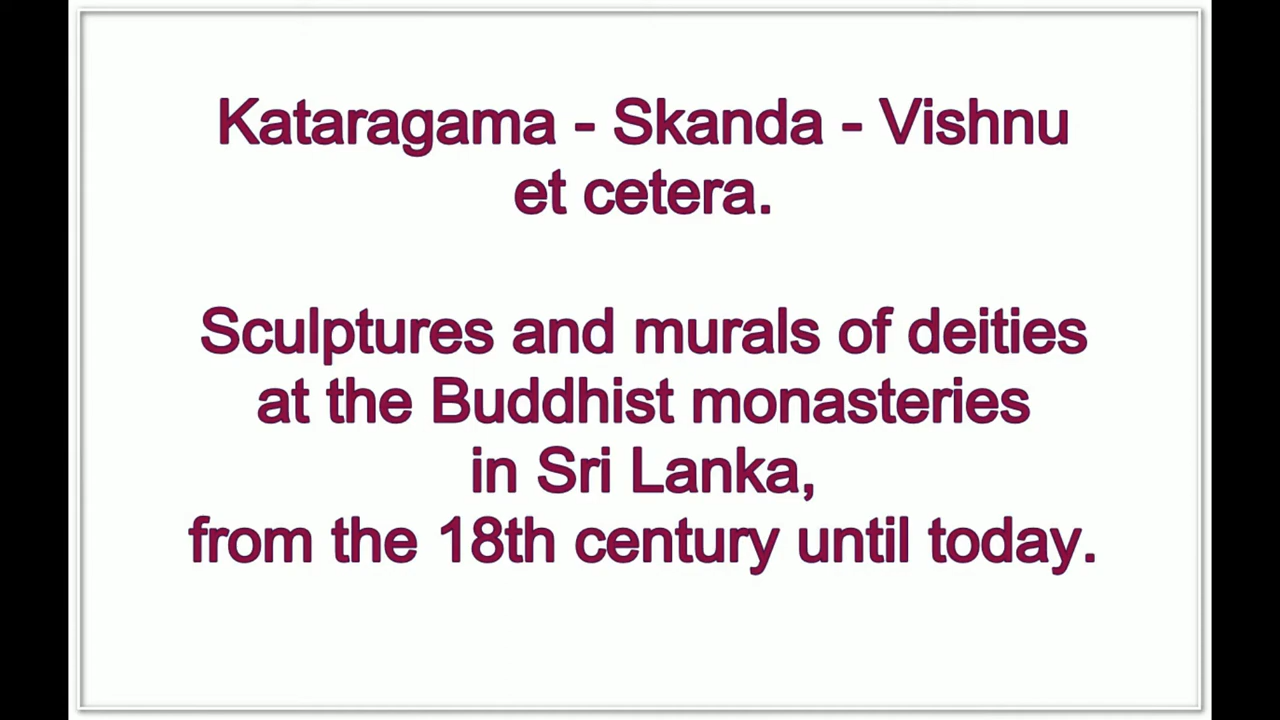 Kataragama - Skanda - Vishnu
et cetera.
Sculptures and murals of deities
at the Buddhist monasteries
in Sri Lanka,
from the 18th century until today.